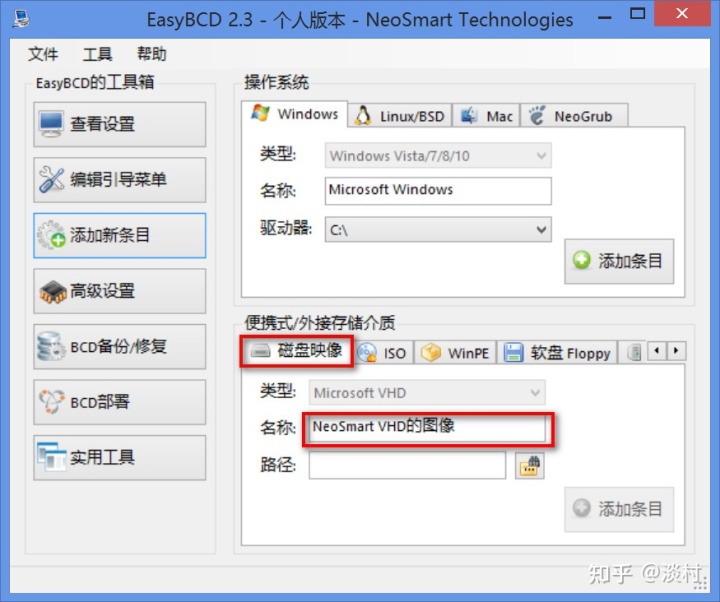 EasyBCD 2.3 - 个人版本 - NeoSmart Technologies
文件 工具 帮助
EasyBCD的工具箱
查看设置
编辑引导菜单
添加新条目
高级设置
BCD备份/修复
BCD部署
实用工具
操作系统
Windows Linux/BSD Mac NeoGrub
类型: Windows Vista/7/8/10
名称: Microsoft Windows
驱动器: C:\
添加条目
便携式/外接存储介质
磁盘映像 ISO WinPE 软盘 Floppy
类型: Microsoft VHD
名称: NeoSmart VHD的图像
路径:
添加条目
知乎 @淡村